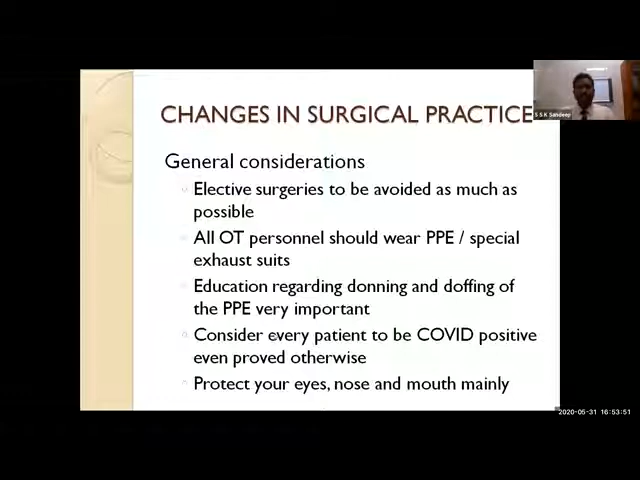 CHANGES IN SURGICAL PRACTICE
S S.K Sandeep
General considerations
Elective surgeries to be avoided as much as
possible
All OT personnel should wear PPE / special
exhaust suits
Education regarding donning and doffing of
the PPE very important
Consider every patient to be COVID positive
even proved otherwise
Protect your eyes, nose and mouth mainly
2020-05-31 16:53:51